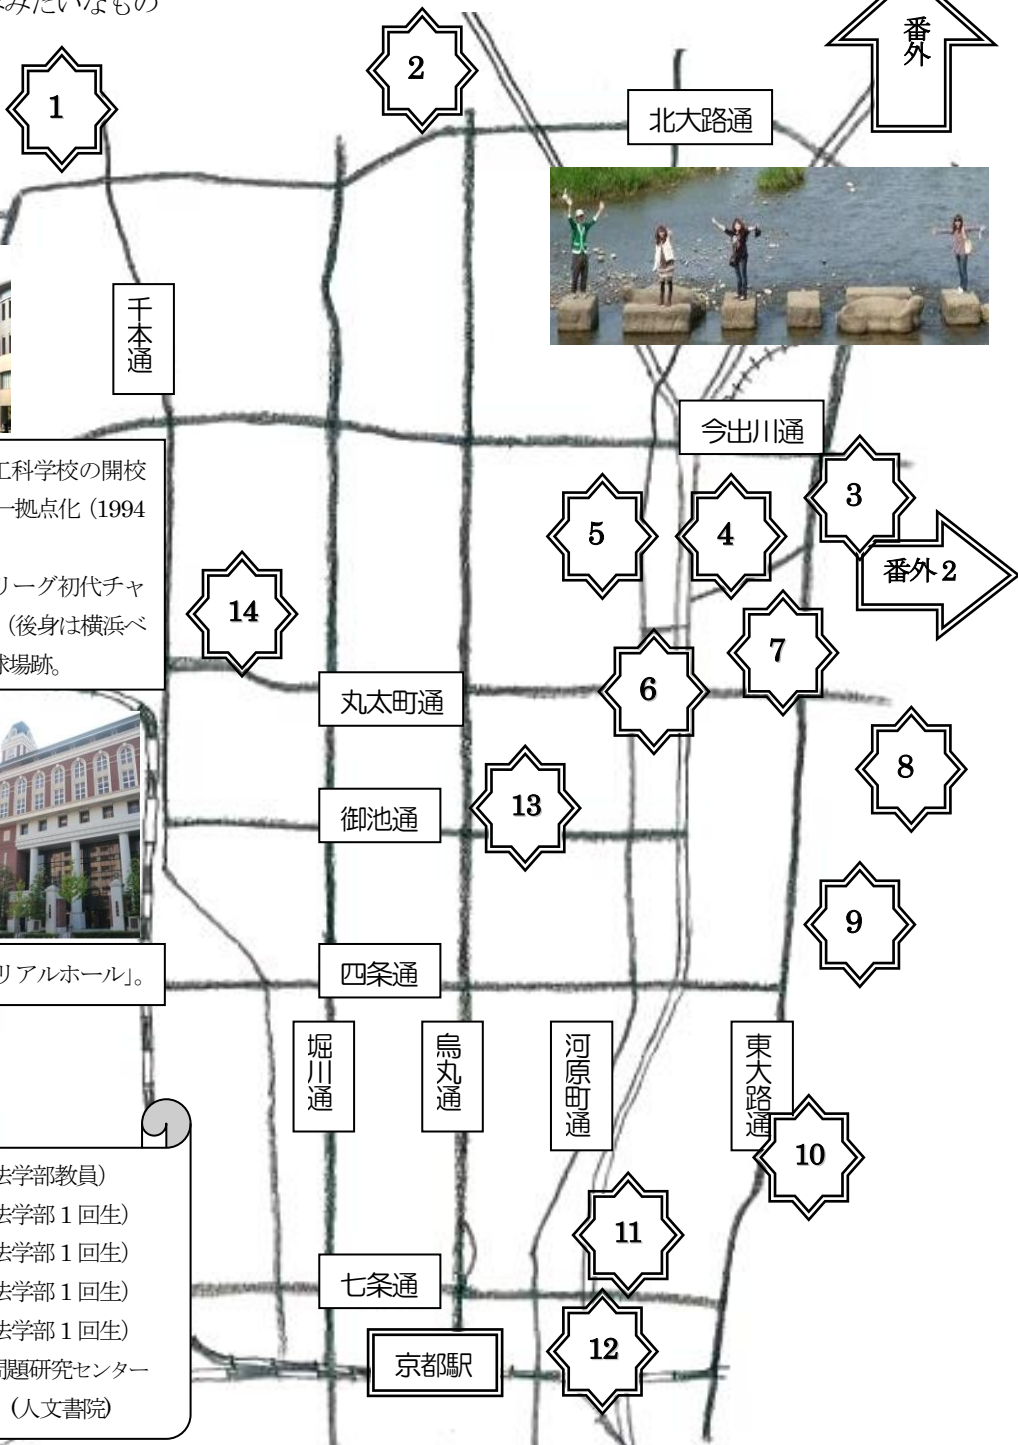 みたいなもの
番外
2
1
北大路通
千本通
今出川通
工科学校の開校
一拠点化（1994
リーグ初代チャ
（後身は横浜ベ
球場跡。
3
5
4
番外2
14
7
6
丸太町通
8
13
御池通
9
リアルホール」。
四条通
堀川通
烏丸通
河原町通
東大路通
10
法学部教員）
法学部1回生）
法学部1回生）
法学部1回生）
法学部1回生）
問題研究センター
（人文書院）
11
七条通
12
京都駅